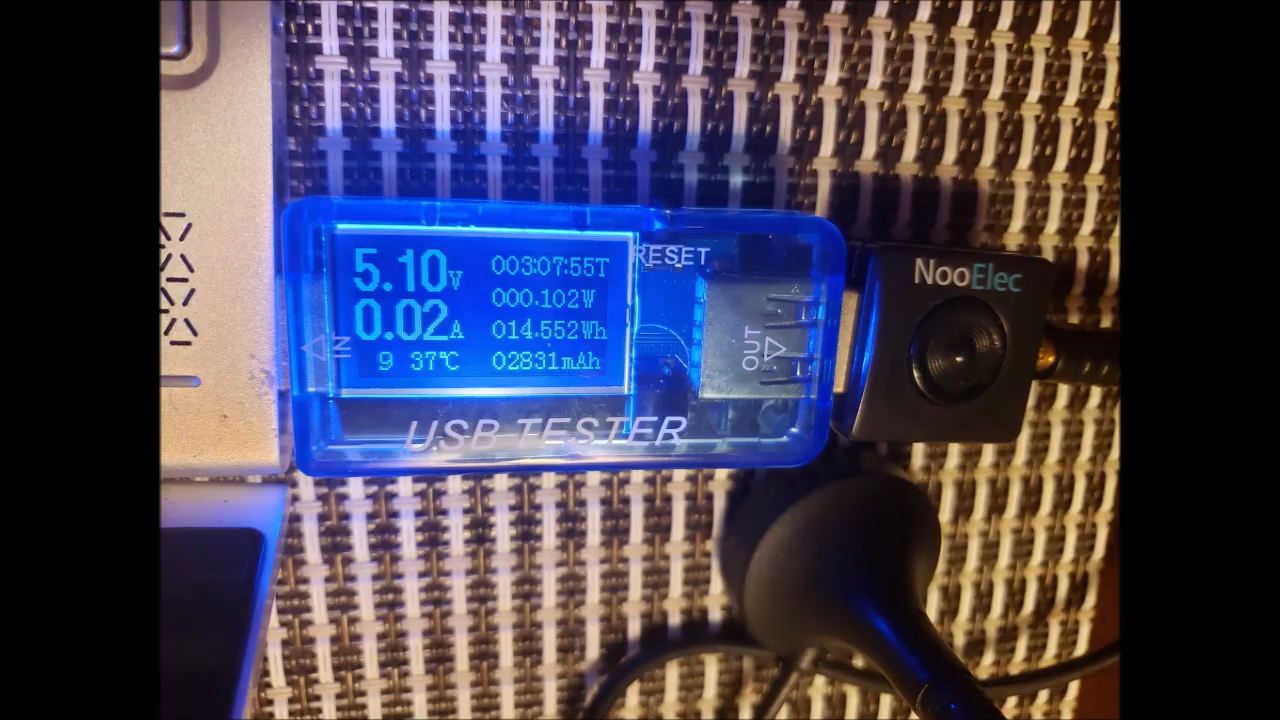 5.10V
0.02A
9 37℃
003:07:55T
000.102W
014.552Wh
02831mAh
RESET
IN
OUT
USB TESTER
NooElec